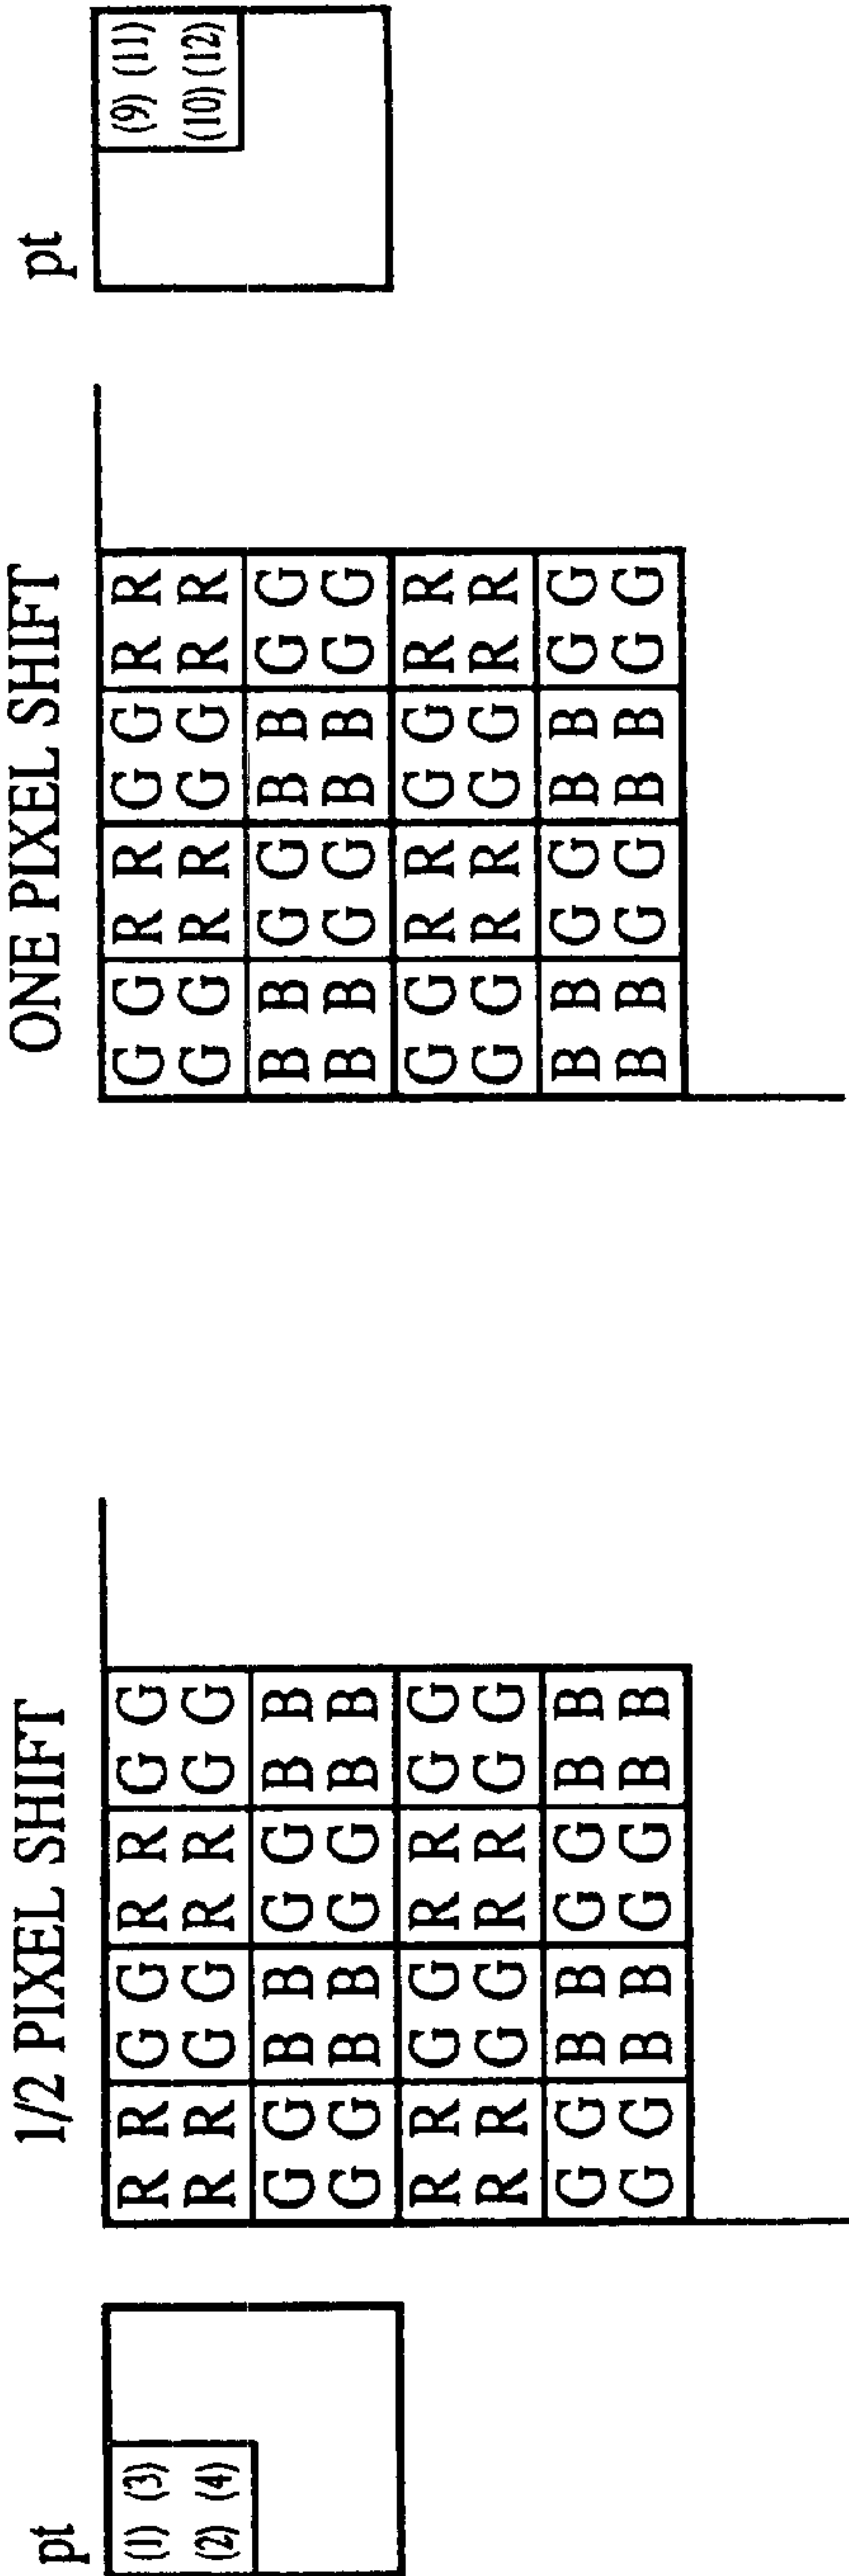 pt
(1) (3)
(2) (4)
1/2 PIXEL SHIFT
R R G G R R G G
R R G G R R G G
G G B B G G B B
G G B B G G B B
R R G G R R G G
R R G G R R G G
G G B B G G B B
G G B B G G B B
ONE PIXEL SHIFT
G G R R G G R R
G G R R G G R R
B B G G B B G G
B B G G B B G G
G G R R G G R R
G G R R G G R R
B B G G B B G G
B B G G B B G G
pt
(9) (11)
(10) (12)